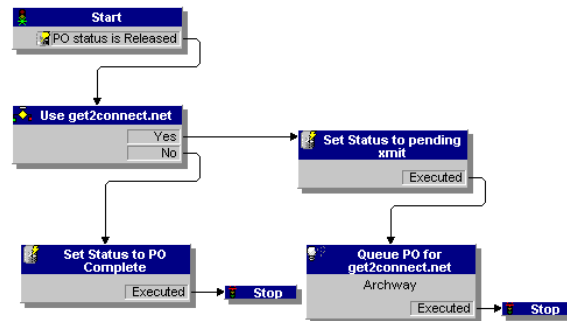 Start
PO status is Released
Use get2connect.net
Yes
No
Set Status to pending
xmit
Executed
Set Status to PO
Complete
Executed
Stop
Queue PO for
get2connect.net
Archway
Executed
Stop